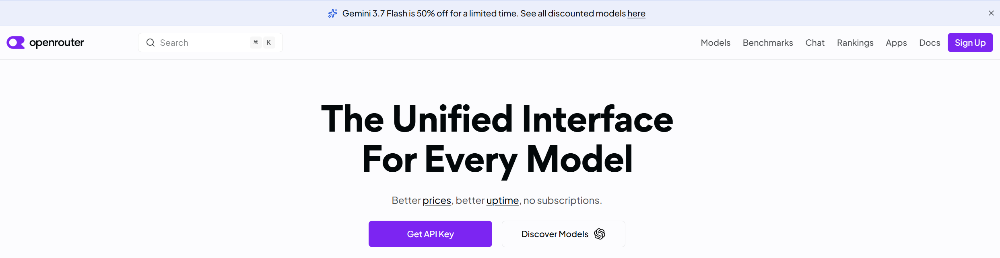 Gemini 3.7 Flash is 50% off for a limited time. See all discounted models here
openrouter
Search ⌘ K
Models Benchmarks Chat Rankings Apps Docs Sign Up
The Unified Interface
For Every Model
Better prices, better uptime, no subscriptions.
Get API Key
Discover Models